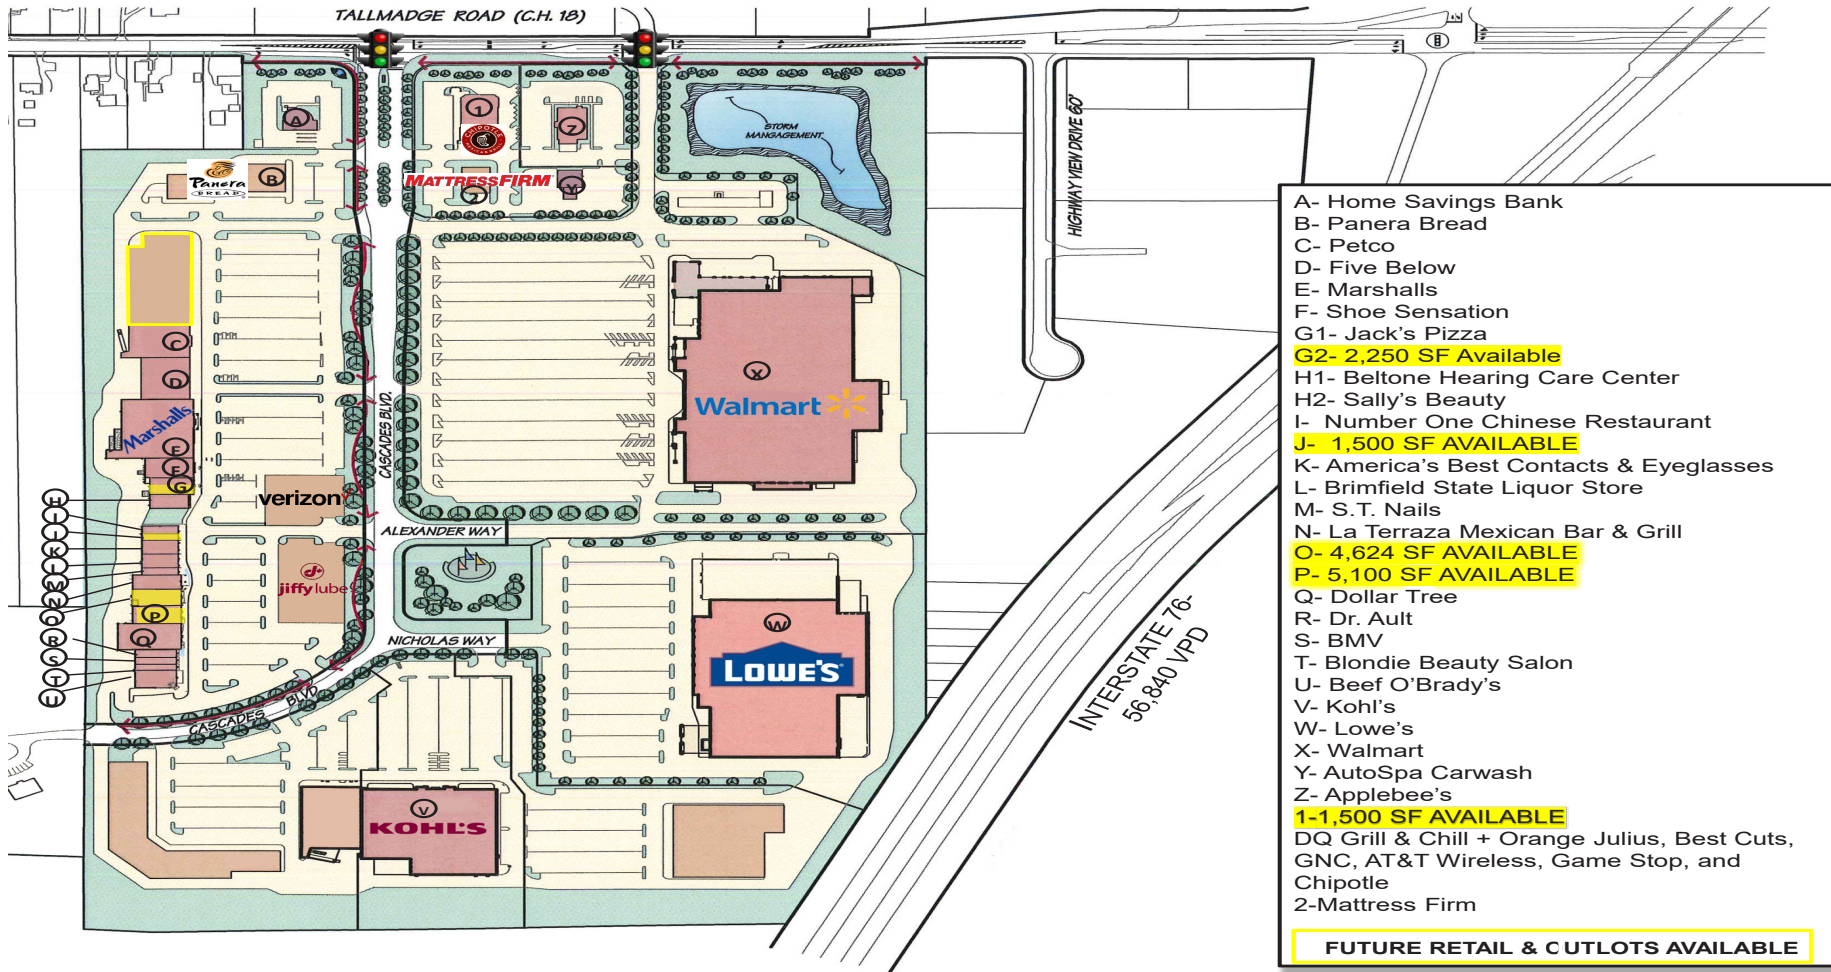 TALLMADGE ROAD (C.H. 18)
A
1
CHIPOTLE
Z
STORM
MANGAGEMENT
HIGHWAY VIEW DRIVE 60'
Panera
BREAD
B
MATTRESSFIRM
2
Y
C
D
Marshalls
E
F
G
X
Walmart
CASCADES BLVD.
verizon
ALEXANDER WAY
H
I
J
K
L
M
N
O
R
S
T
U
P
Q
jiffylube
NICHOLAS WAY
W
LOWE'S
CASCADES BLVD
INTERSTATE 76-
56,840 VPD
V
KOHL'S
A- Home Savings Bank
B- Panera Bread
C- Petco
D- Five Below
E- Marshalls
F- Shoe Sensation
G1- Jack's Pizza
G2- 2,250 SF Available
H1- Beltone Hearing Care Center
H2- Sally's Beauty
I- Number One Chinese Restaurant
J- 1,500 SF AVAILABLE
K- America's Best Contacts & Eyeglasses
L- Brimfield State Liquor Store
M- S.T. Nails
N- La Terraza Mexican Bar & Grill
O- 4,624 SF AVAILABLE
P- 5,100 SF AVAILABLE
Q- Dollar Tree
R- Dr. Ault
S- BMV
T- Blondie Beauty Salon
U- Beef O'Brady's
V- Kohl's
W- Lowe's
X- Walmart
Y- AutoSpa Carwash
Z- Applebee's
1-1,500 SF AVAILABLE
DQ Grill & Chill + Orange Julius, Best Cuts,
GNC, AT&T Wireless, Game Stop, and
Chipotle
2-Mattress Firm
FUTURE RETAIL & OUTLOTS AVAILABLE